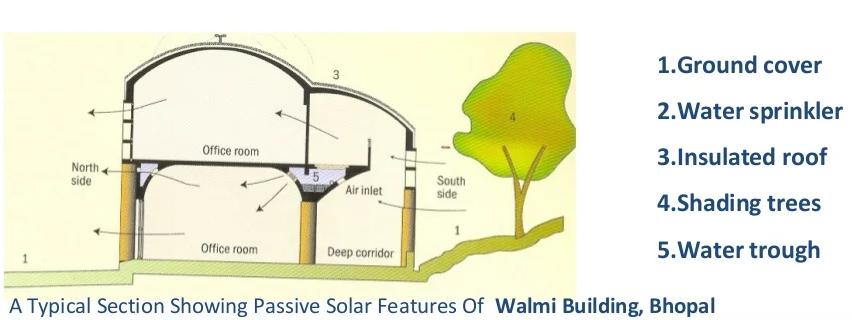 1.Ground cover
2.Water sprinkler
3.Insulated roof
4.Shading trees
5.Water trough
3
4
Office room
North
side
5
Air inlet
South
side
1
Office room
Deep corridor
1
A Typical Section Showing Passive Solar Features Of Walmi Building, Bhopal